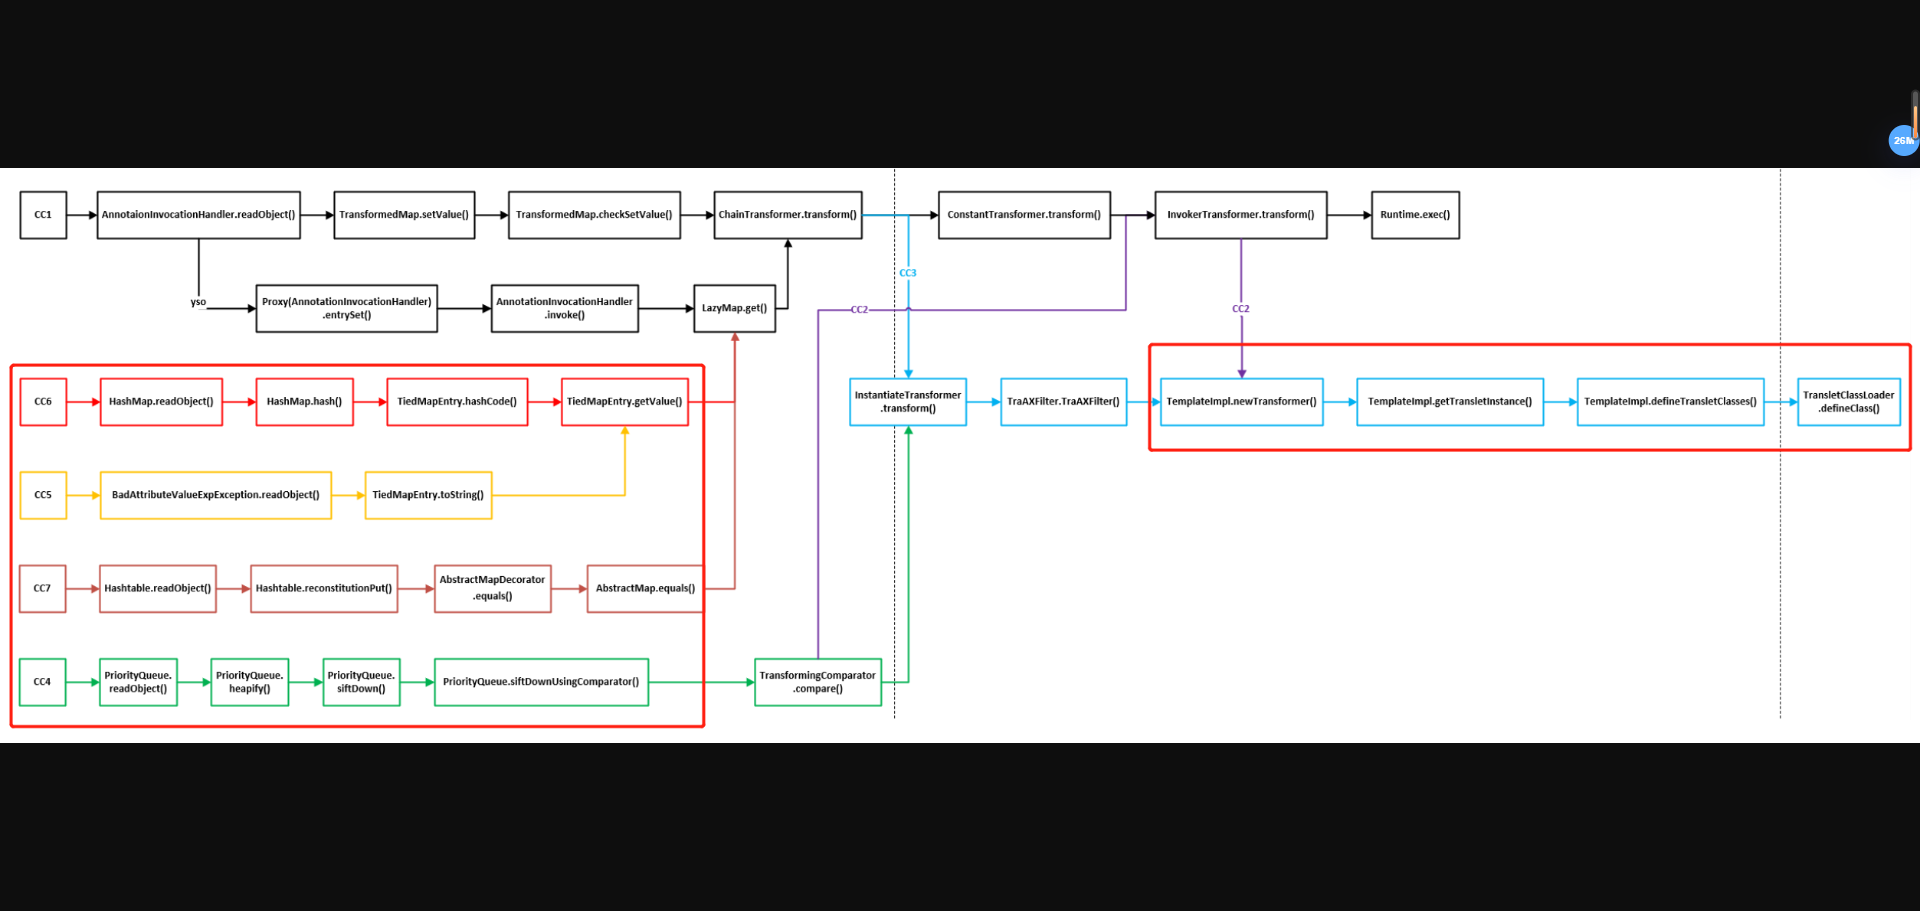 26M
CC1
AnnotaionInvocationHandler.readObject()
TransformedMap.setValue()
TransformedMap.checkSetValue()
ChainTransformer.transform()
ConstantTransformer.transform()
InvokerTransformer.transform()
Runtime.exec()
CC3
yso
Proxy(AnnotationInvocationHandler)
.entrySet()
AnnotationInvocationHandler
.invoke()
LazyMap.get()
CC2
CC2
CC6
HashMap.readObject()
HashMap.hash()
TiedMapEntry.hashCode()
TiedMapEntry.getValue()
InstantiateTransformer
.transform()
TraAXFilter.TraAXFilter()
TemplateImpl.newTransformer()
TemplateImpl.getTransletInstance()
TemplateImpl.defineTransletClasses()
TransletClassLoader
.defineClass()
CC5
BadAttributeValueExpException.readObject()
TiedMapEntry.toString()
CC7
Hashtable.readObject()
Hashtable.reconstitutionPut()
AbstractMapDecorator
.equals()
AbstractMap.equals()
CC4
PriorityQueue.
readObject()
PriorityQueue.
heapify()
PriorityQueue.
siftDown()
PriorityQueue.siftDownUsingComparator()
TransformingComparator
.compare()